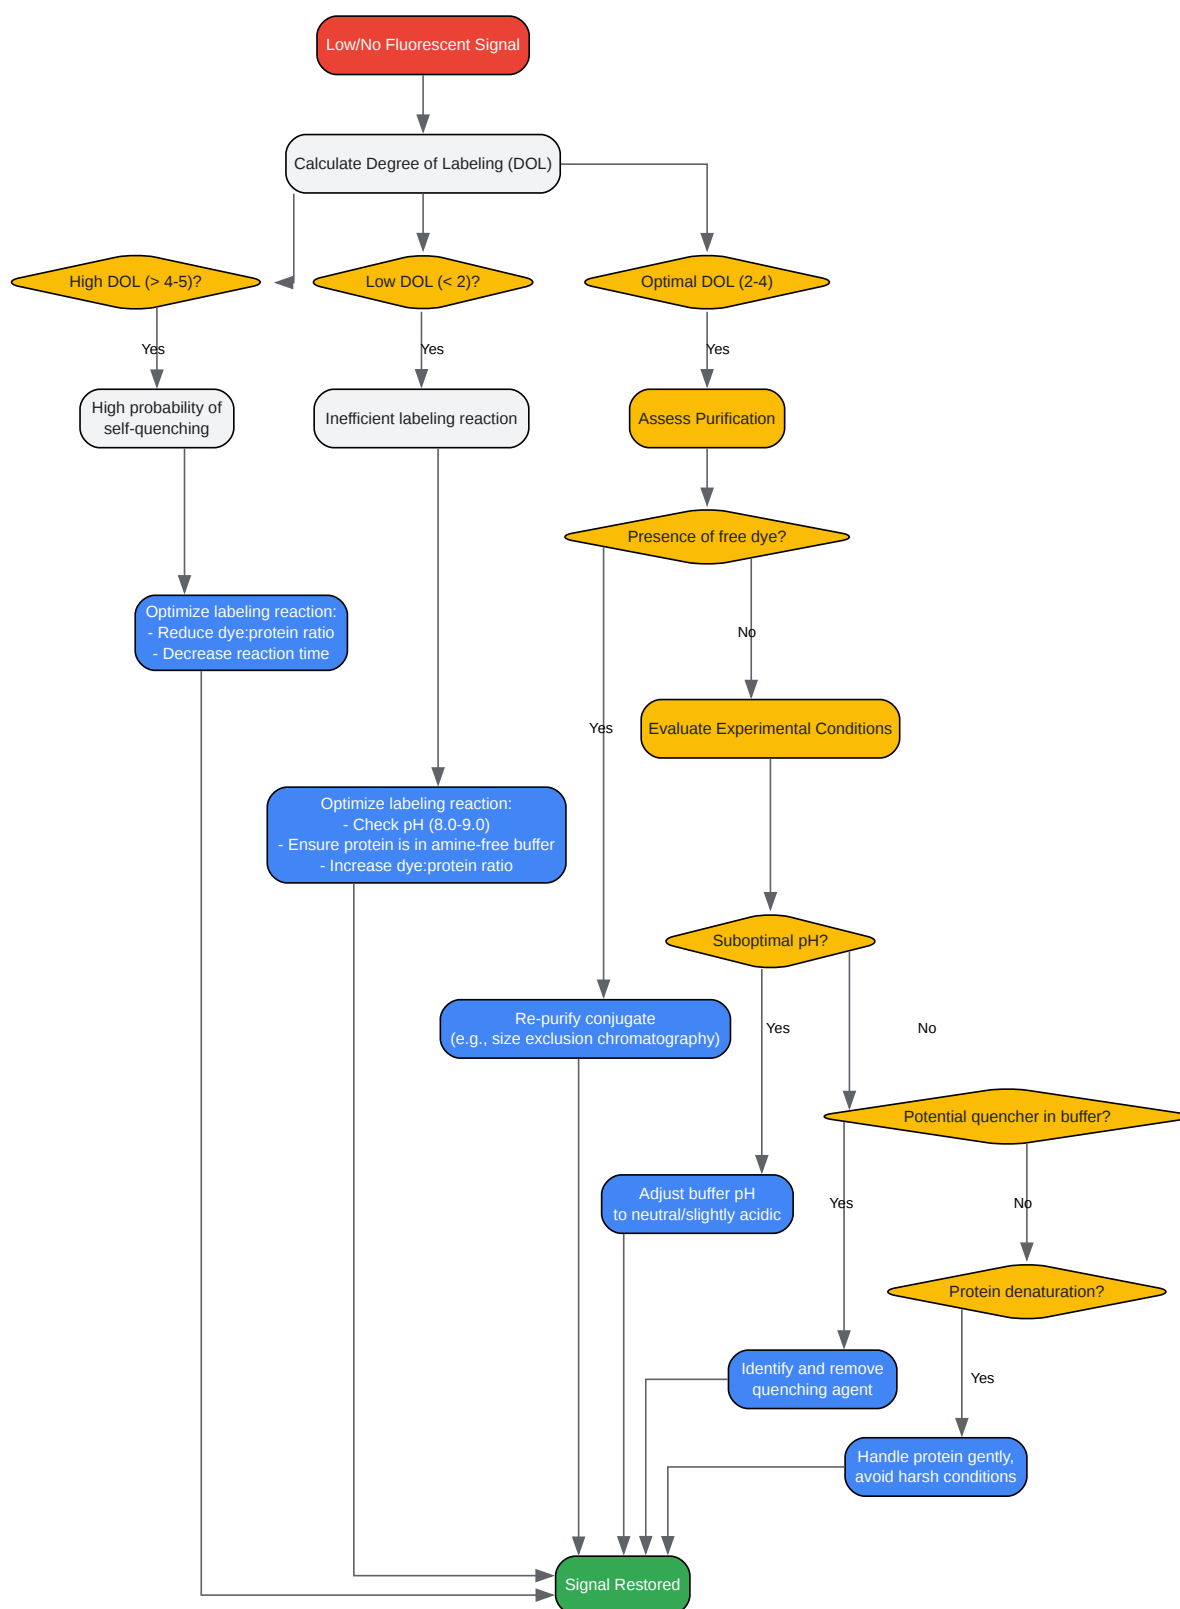 Low/No Fluorescent Signal
Calculate Degree of Labeling (DOL)
High DOL (> 4-5)?
Low DOL (< 2)?
Optimal DOL (2-4)
Yes
Yes
Yes
High probability of
self-quenching
Inefficient labeling reaction
Assess Purification
Presence of free dye?
Optimize labeling reaction:
- Reduce dye:protein ratio
- Decrease reaction time
No
Yes
Evaluate Experimental Conditions
Optimize labeling reaction:
- Check pH (8.0-9.0)
- Ensure protein is in amine-free buffer
- Increase dye:protein ratio
Suboptimal pH?
Re-purify conjugate
(e.g., size exclusion chromatography)
Yes
No
Potential quencher in buffer?
Adjust buffer pH
to neutral/slightly acidic
Yes
No
Protein denaturation?
Identify and remove
quenching agent
Yes
Handle protein gently,
avoid harsh conditions
Signal Restored